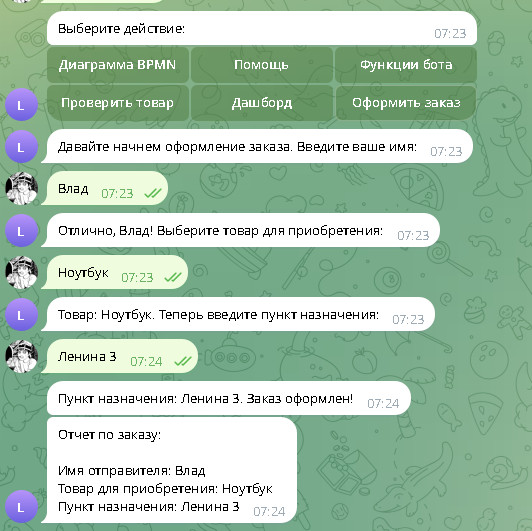 Выберите действие:
07:23
Диаграмма BPMN Помощь Функции бота
Проверить товар Дашборд Оформить заказ
L
Давайте начнем оформление заказа. Введите ваше имя: 07:23
L
Влад 07:23
Отлично, Влад! Выберите товар для приобретения: 07:23
L
Ноутбук 07:23
Товар: Ноутбук. Теперь введите пункт назначения: 07:23
L
Ленина 3 07:24
Пункт назначения: Ленина 3. Заказ оформлен! 07:24
Отчет по заказу:
Имя отправителя: Влад
Товар для приобретения: Ноутбук
Пункт назначения: Ленина 3 07:24
L